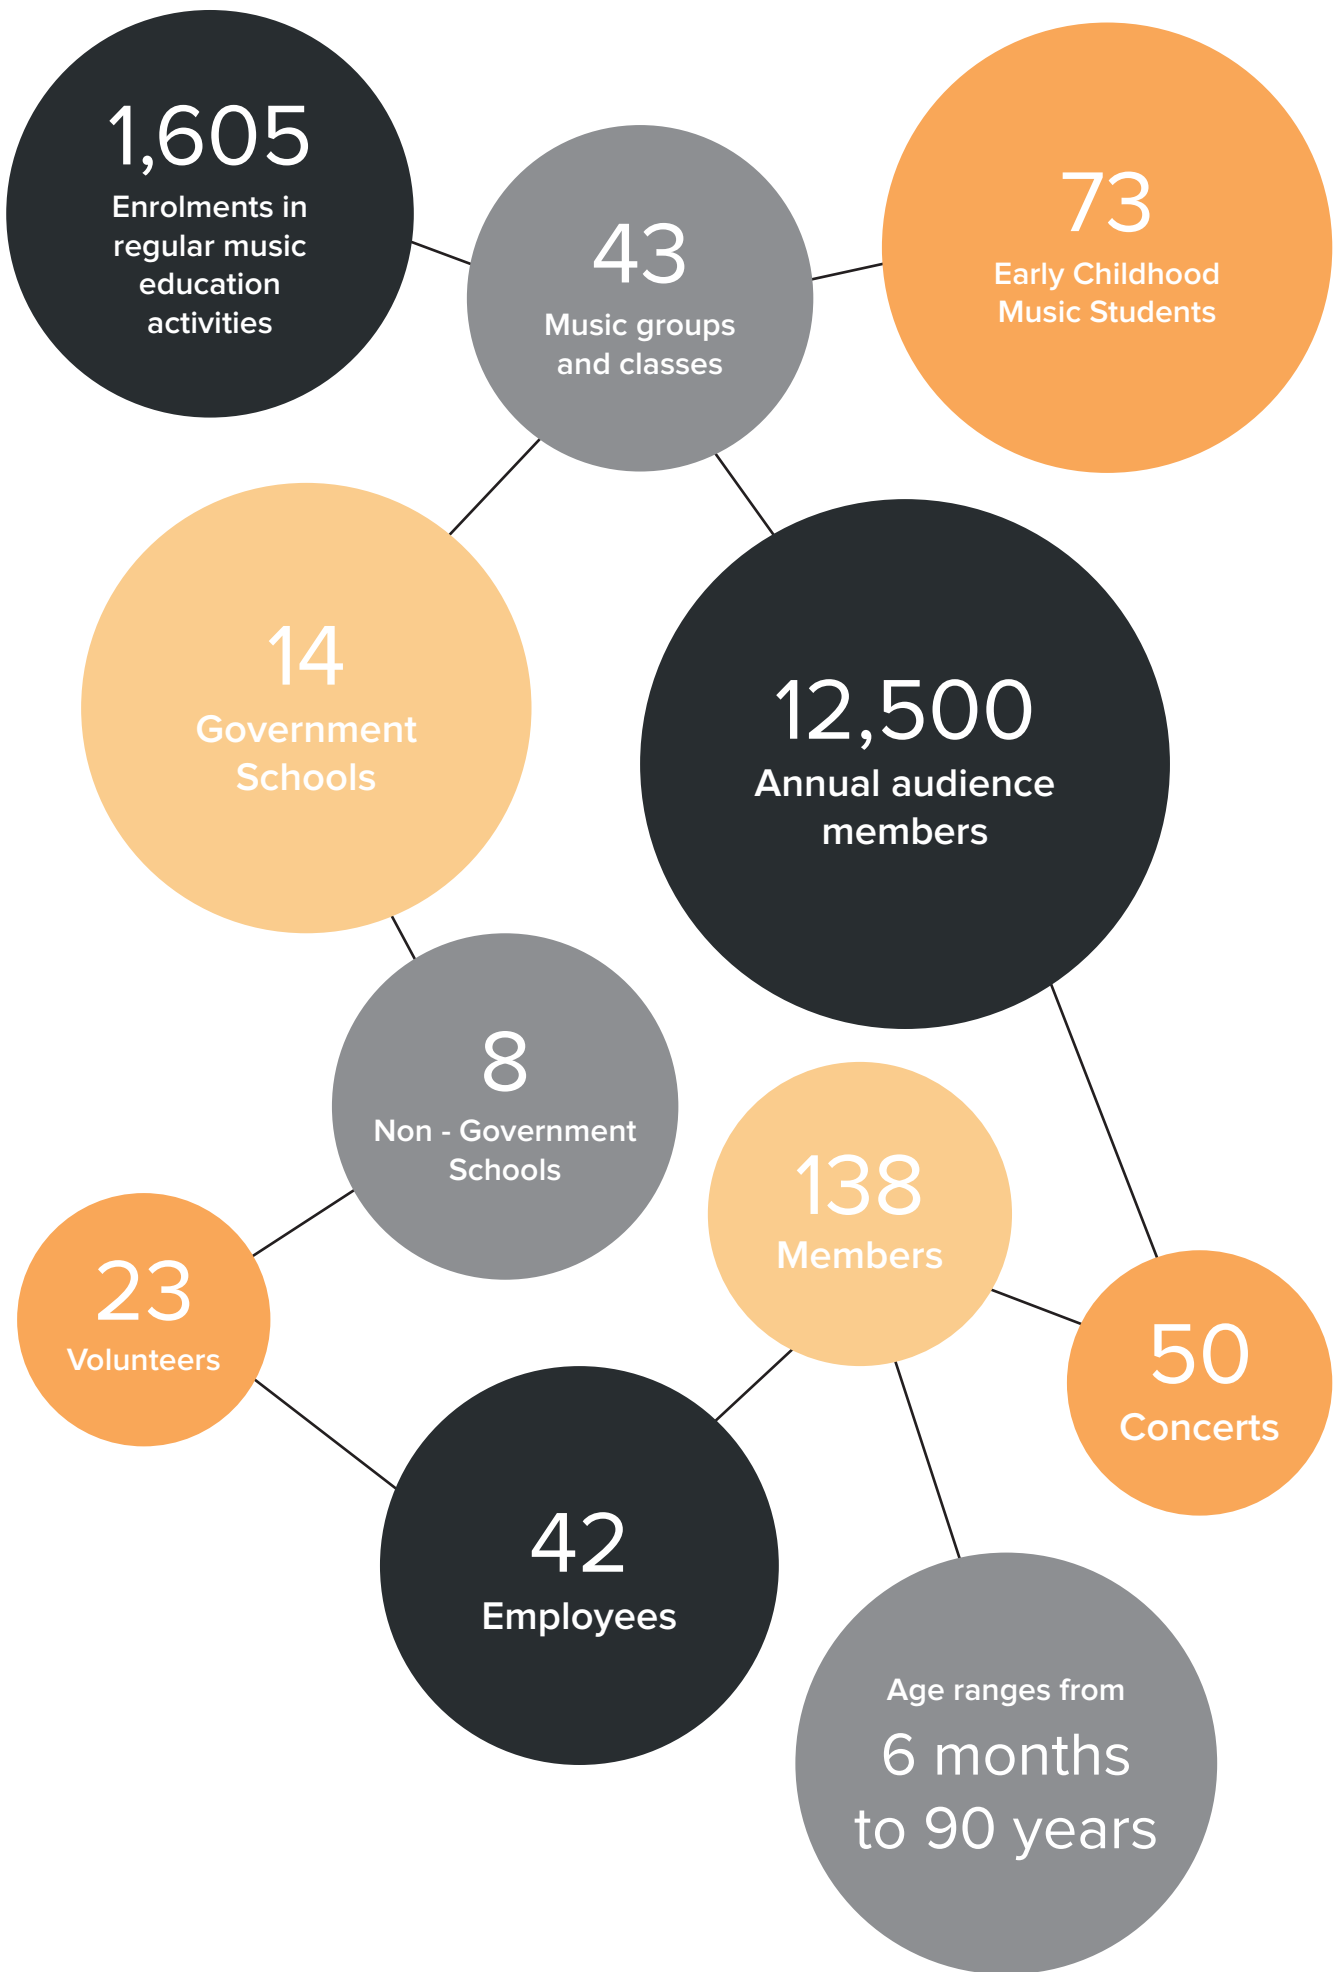 1,605
Enrolments in
regular music
education
activities
43
Music groups
and classes
73
Early Childhood
Music Students
14
Government
Schools
12,500
Annual audience
members
8
Non - Government
Schools
138
Members
23
Volunteers
50
Concerts
42
Employees
Age ranges from
6 months
to 90 years